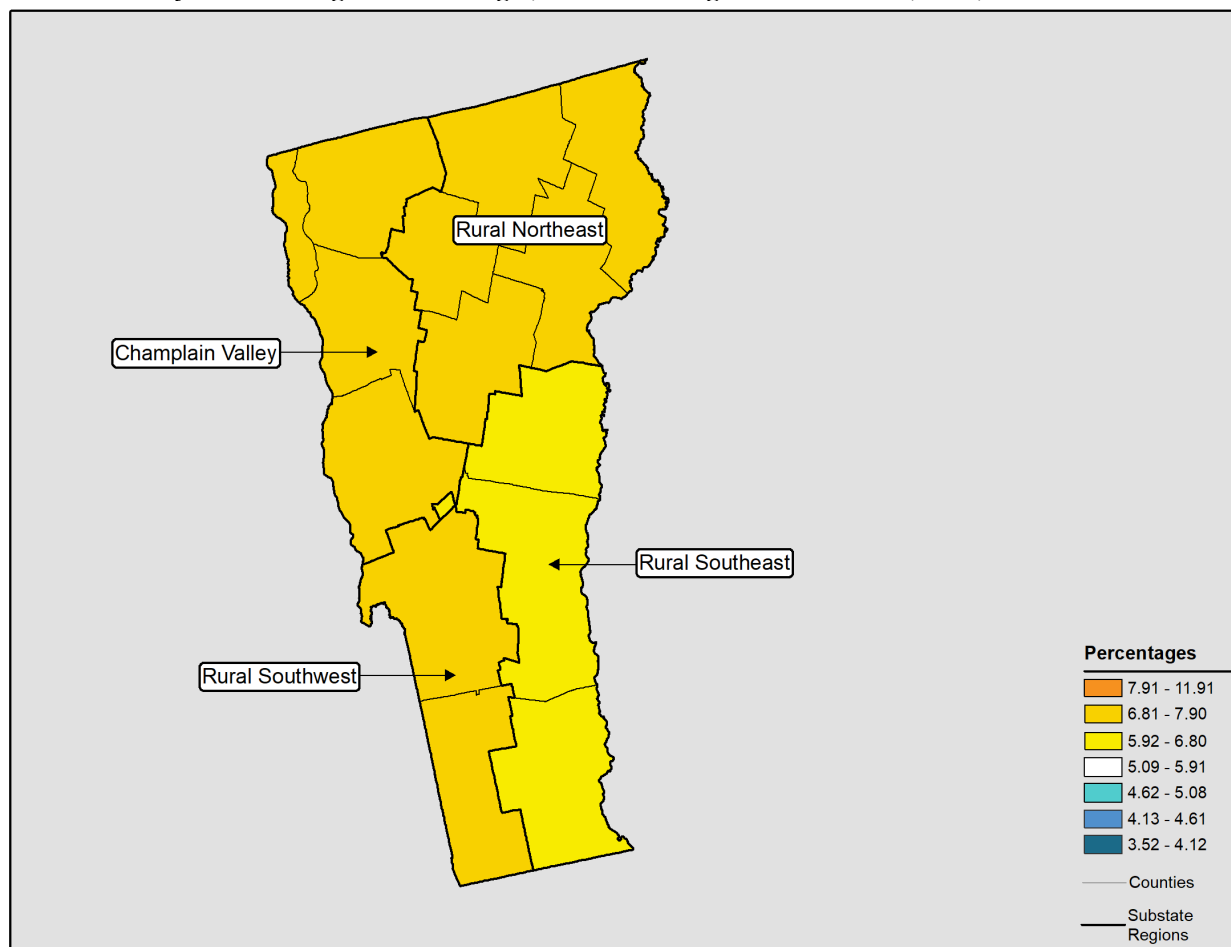 Rural Northeast
Champlain Valley
Rural Southeast
Rural Southwest
Percentages
7.91 - 11.91
6.81 - 7.90
5.92 - 6.80
5.09 - 5.91
4.62 - 5.08
4.13 - 4.61
3.52 - 4.12
Counties
Substate
Regions